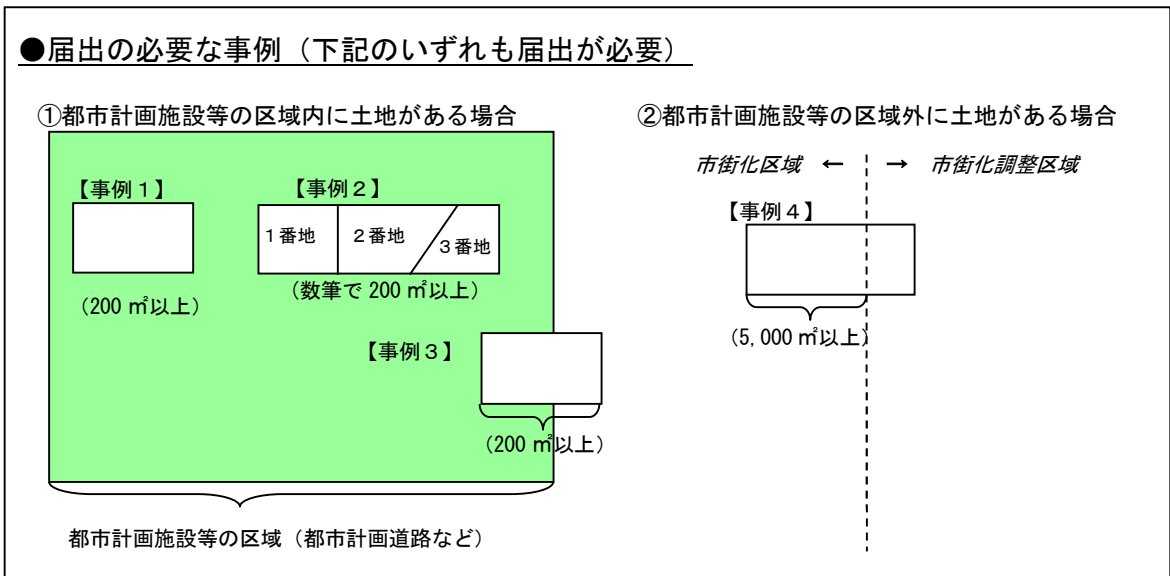 ●届出の必要な事例（下記のいずれも届出が必要）
①都市計画施設等の区域内に土地がある場合
【事例１】
（200 ㎡以上）
【事例２】
１番地
２番地
３番地
（数筆で 200 ㎡以上）
【事例３】
（200 ㎡以上）
都市計画施設等の区域（都市計画道路など）
②都市計画施設等の区域外に土地がある場合
市街化区域 ← → 市街化調整区域
【事例４】
（5,000 ㎡以上）